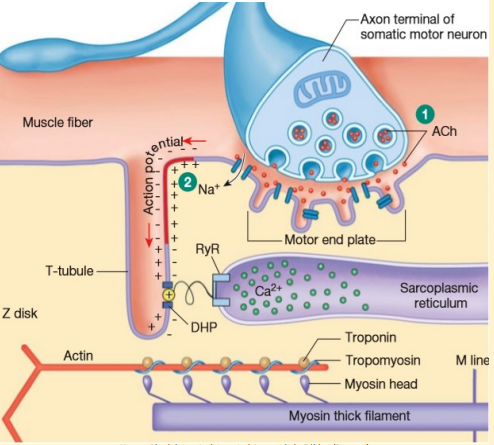 Axon terminal of
somatic motor neuron
1
ACh
Muscle fiber
Action potential
2
Na+
Motor end plate
RyR
T-tubule
Ca2+
Sarcoplasmic
reticulum
Z disk
DHP
Troponin
Actin
Tropomyosin
M line
Myosin head
Myosin thick filament